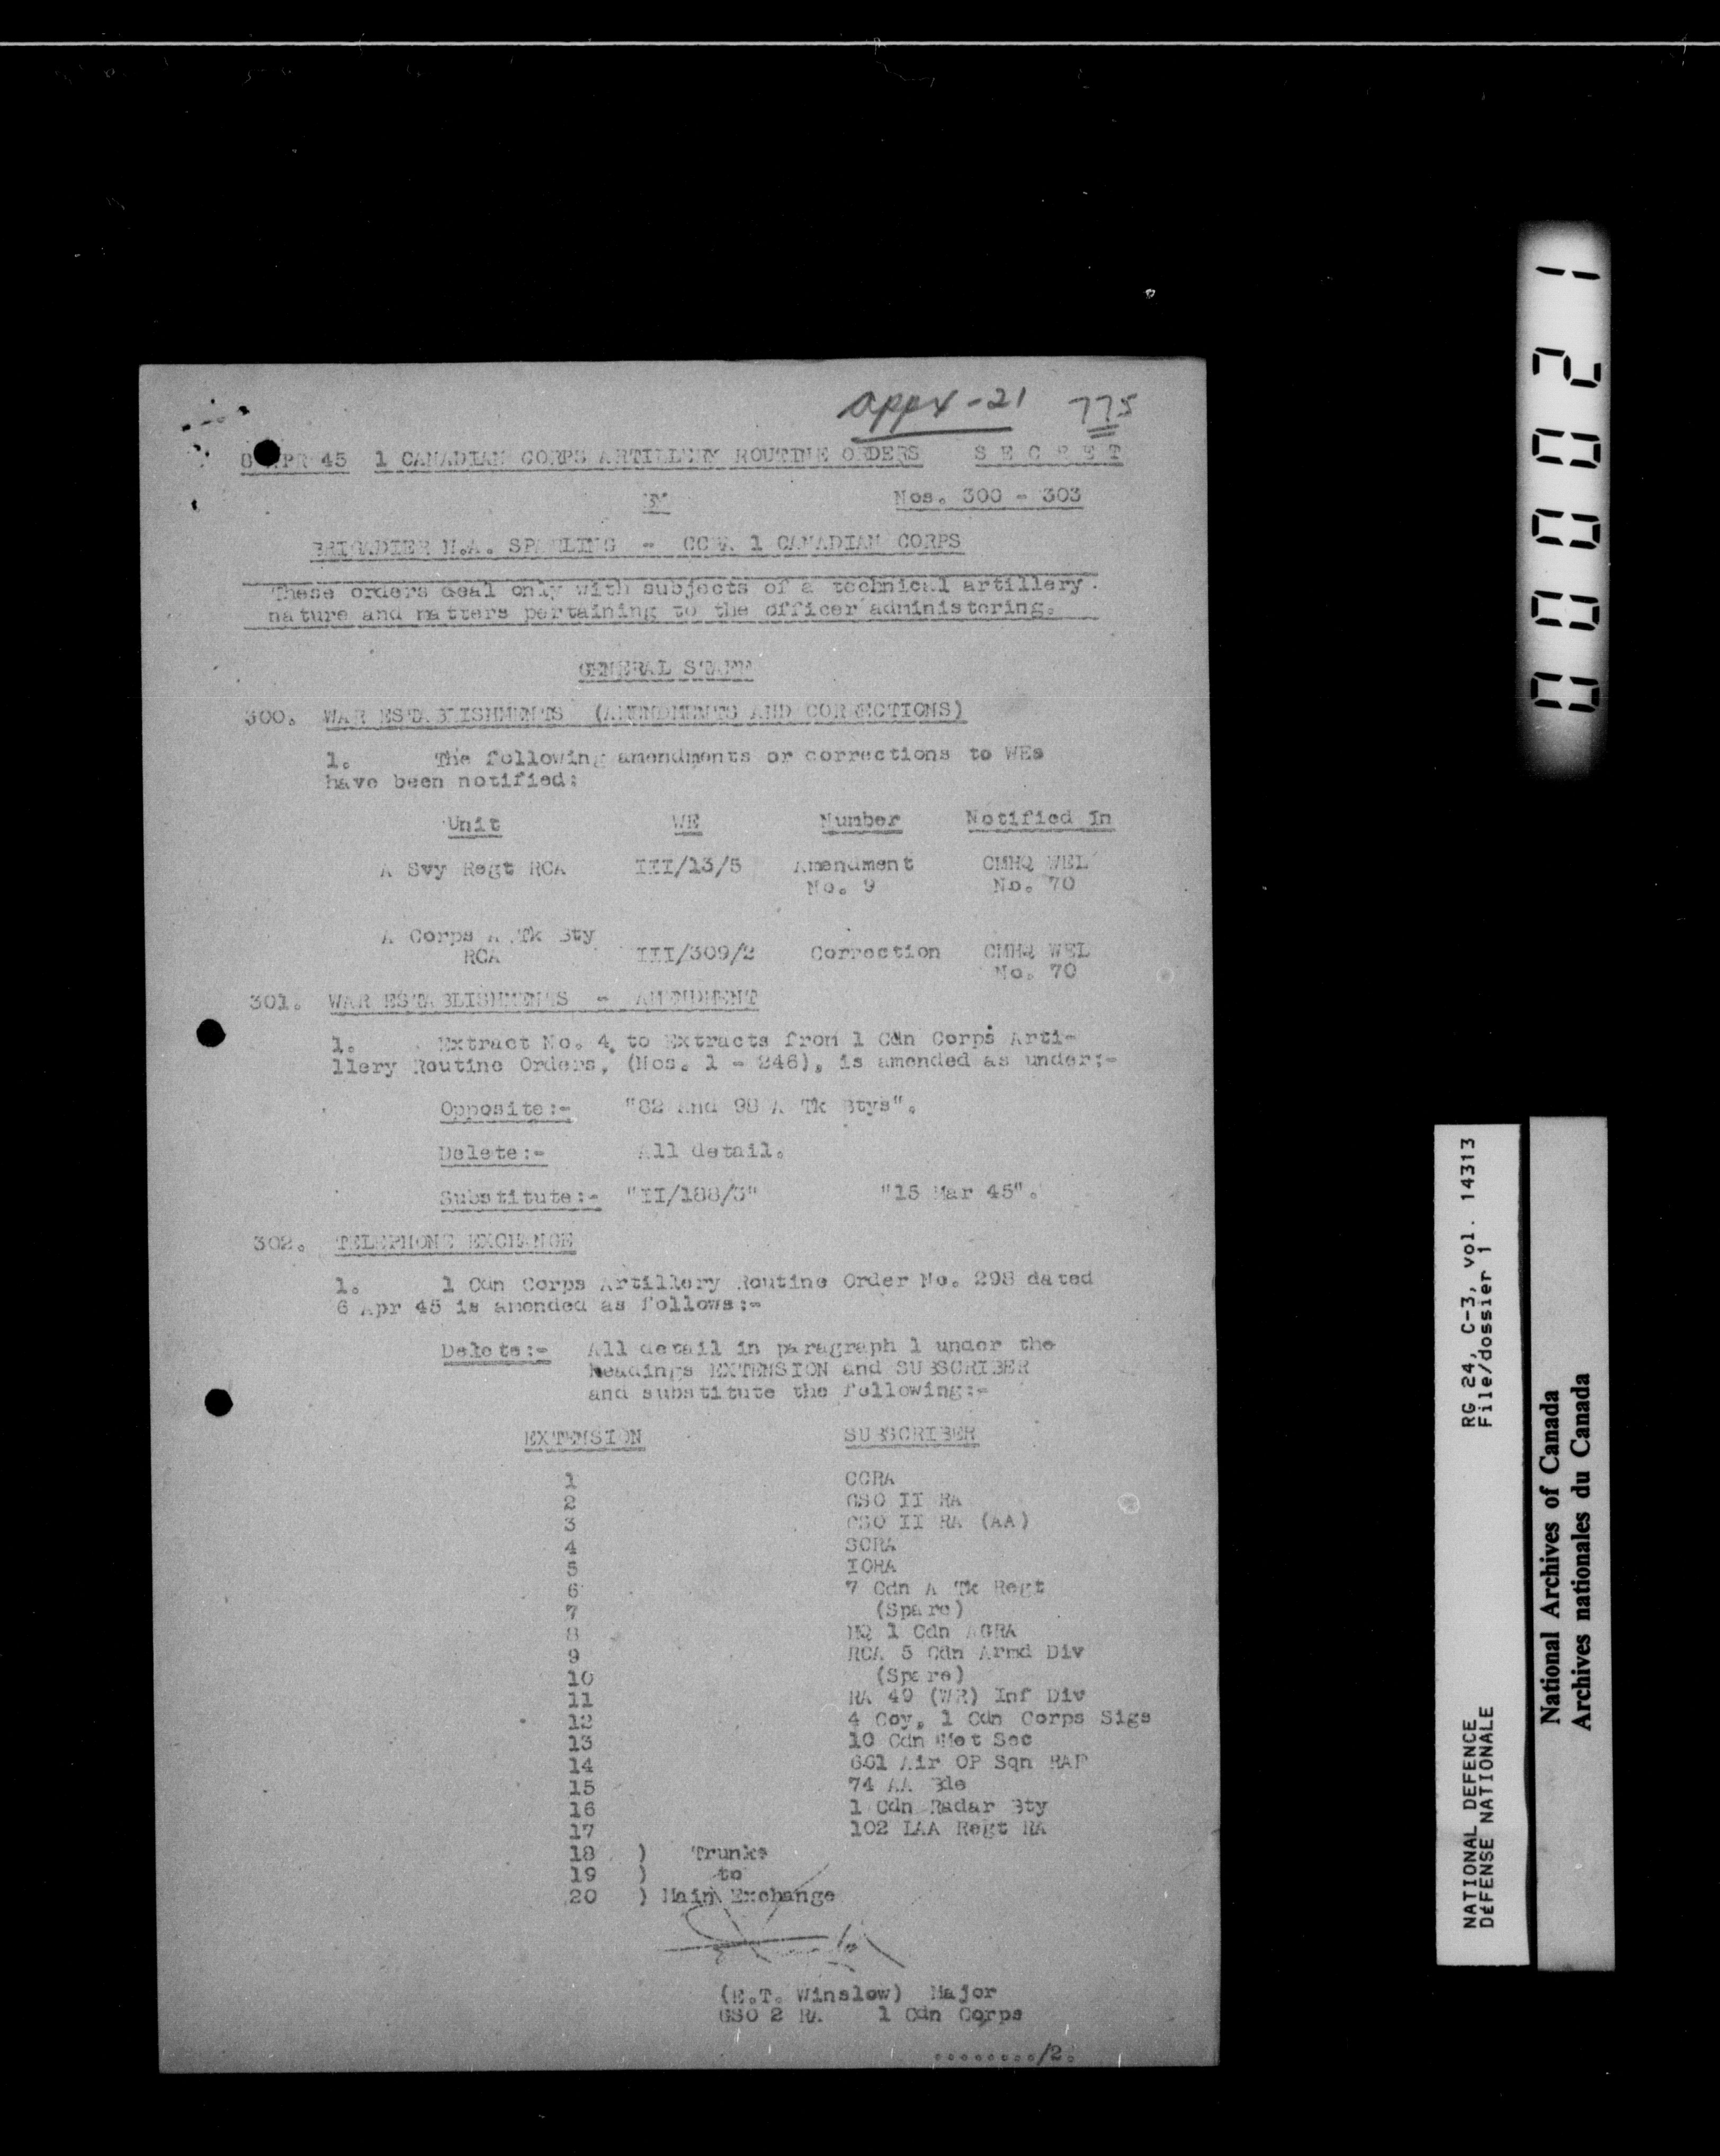 Appx-21 775
8 APR 45 1 CANADIAN CORPS ARTILLERY ROUTINE ORDERS S E C R E T
BY Nos. 300 - 303
BRIGADIER H.A. SPARLING - CCRA 1 CANADIAN CORPS
These orders deal only with subjects of a technical artillery
nature and matters pertaining to the officer administering.
GENERAL STAFF
300. WAR ESTABLISHMENTS (AMENDMENTS AND CORRECTIONS)
1. The following amendments or corrections to WEs
have been notified:
Unit WE Number Notified In
A Svy Regt RCA III/13/5 Amendment CMHQ WEL
No. 9 No. 70
A Corps A Tk Bty
RCA III/309/2 Correction CMHQ WEL
No. 70
301. WAR ESTABLISHMENTS - AMENDMENT
1. Extract No. 4, to Extracts from 1 Cdn Corps Arti-
llery Routine Orders, (Nos. 1 - 246), is amended as under:-
Opposite:- "82 and 98 A Tk Btys".
Delete:- All detail.
Substitute:- "II/188/3" "15 Mar 45".
302. TELEPHONE EXCHANGE
1. 1 Cdn Corps Artillery Routine Order No. 298 dated
6 Apr 45 is amended as follows:-
Delete:- All detail in paragraph 1 under the
headings EXTENSION and SUBSCRIBER
and substitute the following:-
EXTENSION SUBSCRIBER
1 CCRA
2 GSO II RA
3 GSO II RA (AA)
4 SCRA
5 IORA
6 7 Cdn A Tk Regt
7 (Spare)
8 HQ 1 Cdn AGRA
9 RCA 5 Cdn Armd Div
10 (Spare)
11 RA 49 (WR) Inf Div
12 4 Coy, 1 Cdn Corps Sigs
13 10 Cdn Met Sec
14 661 Air OP Sqn RAF
15 74 AA Bde
16 1 Cdn Radar Bty
17 102 LAA Regt RA
18 ) Trunks
19 ) to
20 ) Main Exchange
(E.T. Winslow) Major
GSO 2 RA 1 Cdn Corps
......../2.
000021
RG 24, C-3, vol. 14313
File/dossier 1
NATIONAL DEFENCE
DÉFENSE NATIONALE
National Archives of Canada
Archives nationales du Canada